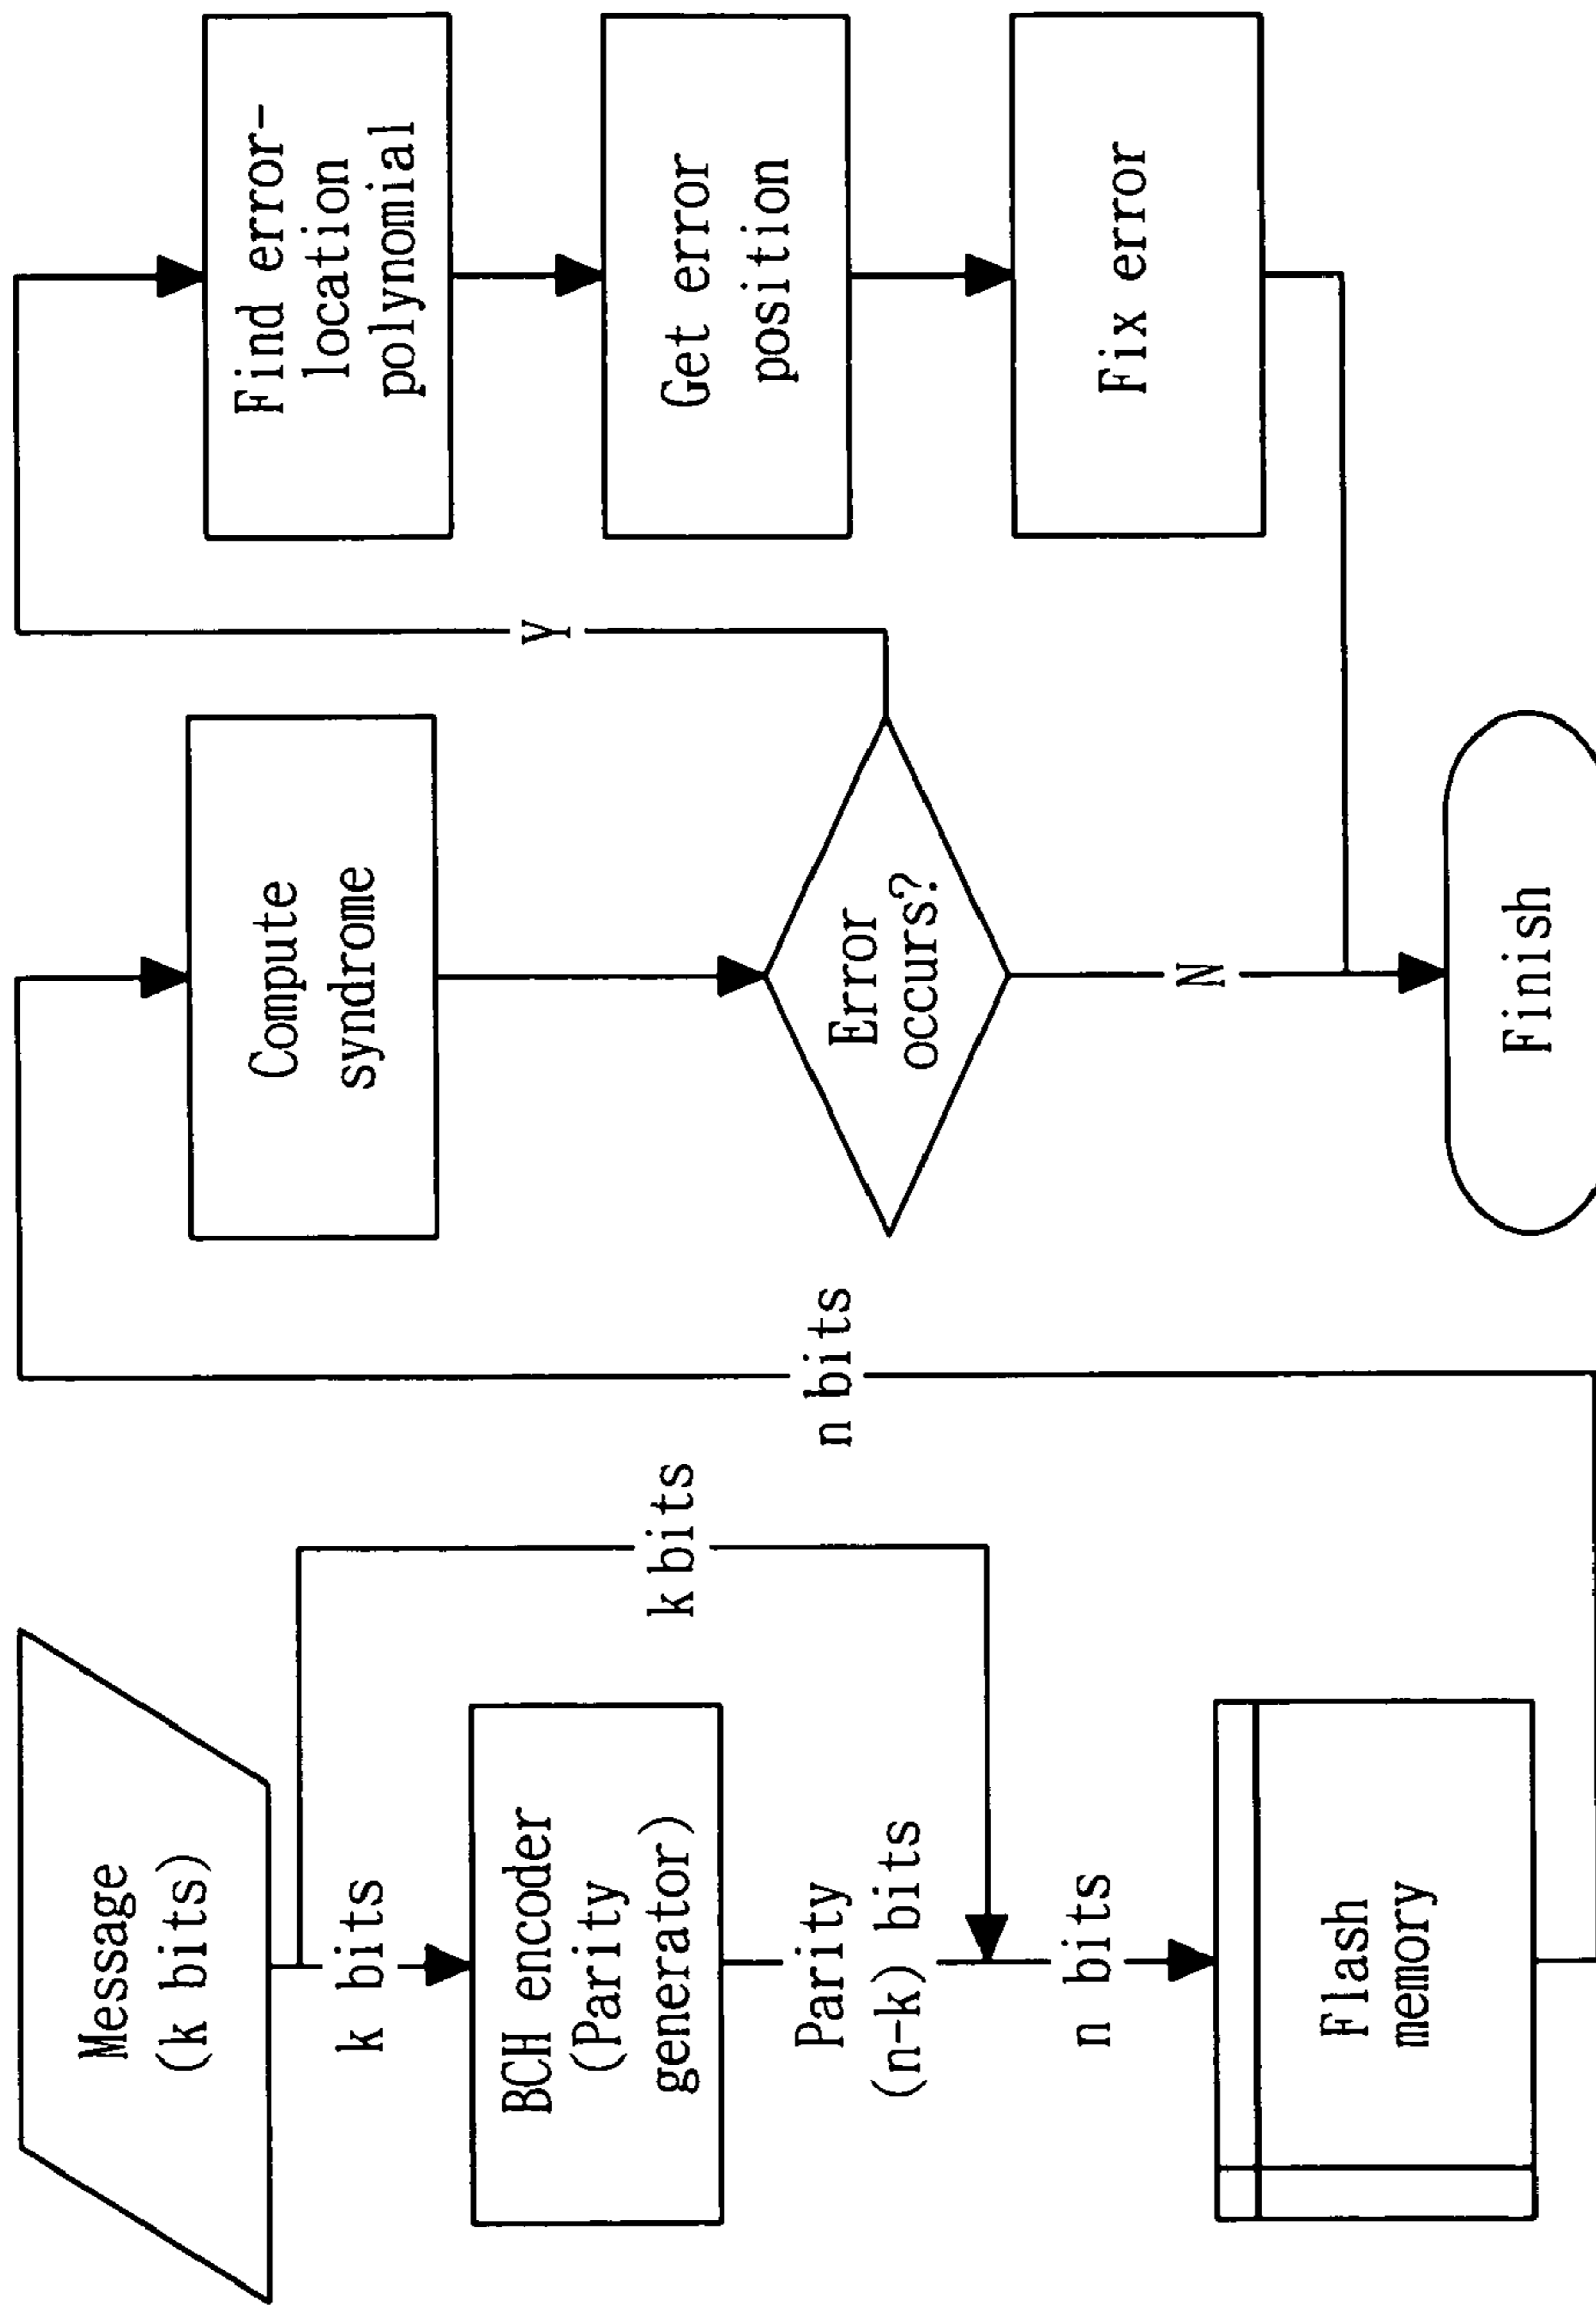 Message
(k bits)
k bits
BCH encoder
(Parity
generator)
k bits
Parity
(n-k) bits
n bits
Flash
memory
n bits
Compute
syndrome
Error
occurs?
Y
N
Find error-
location
polynomial
Get error
position
Fix error
Finish